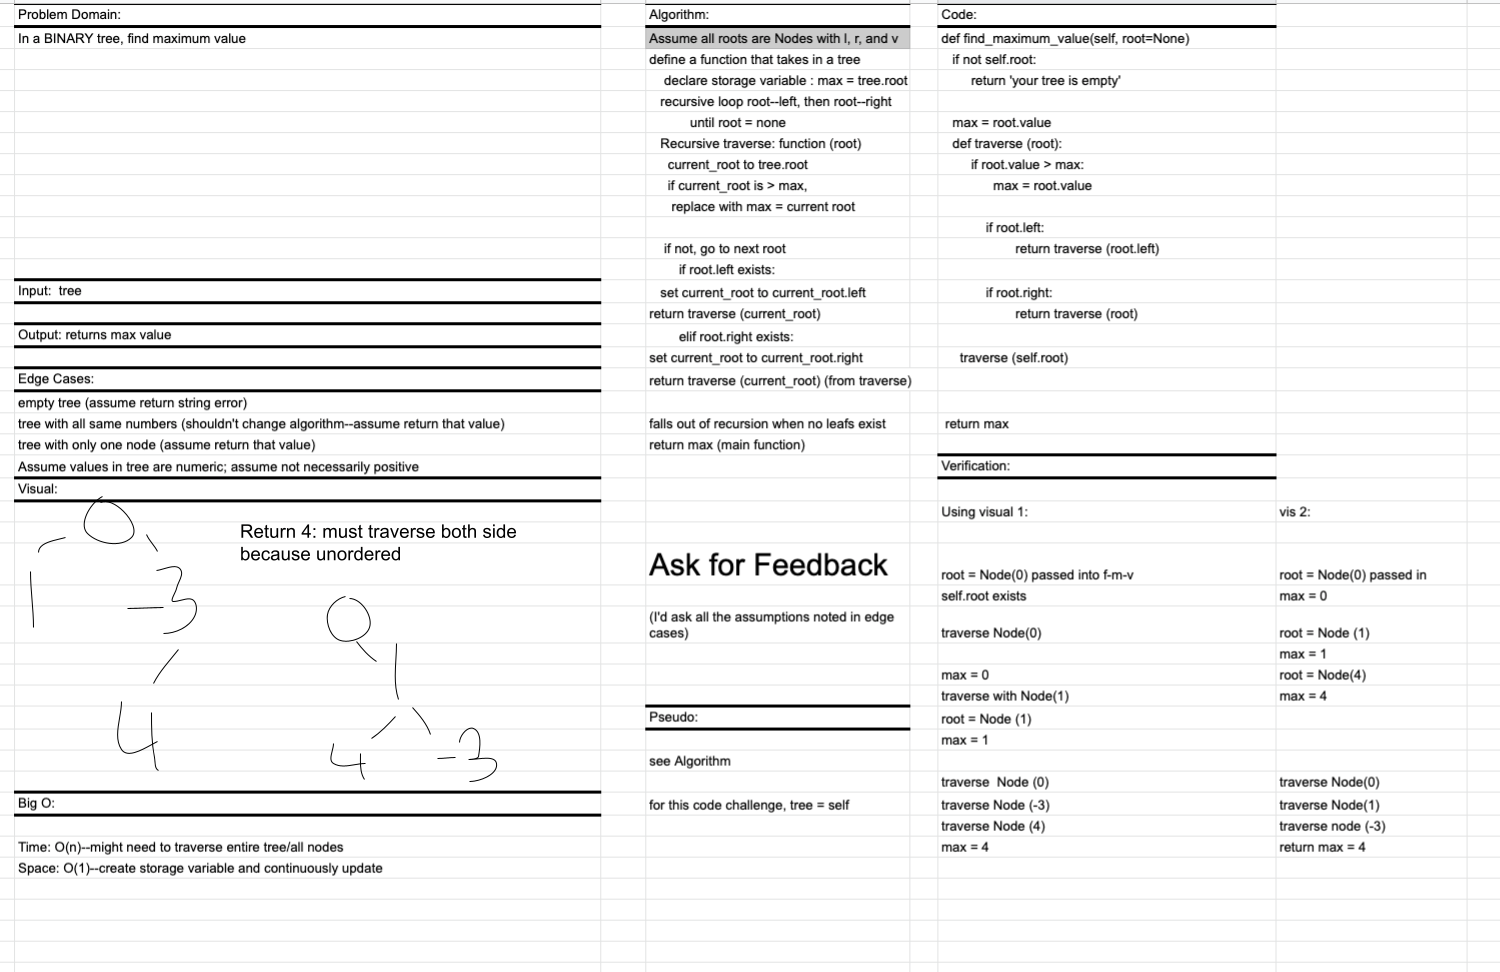 Problem Domain:
In a BINARY tree, find maximum value
Input:  tree
Output: returns max value
Edge Cases:
empty tree (assume return string error)
tree with all same numbers (shouldn't change algorithm--assume return that value)
tree with only one node (assume return that value)
Assume values in tree are numeric; assume not necessarily positive
Visual:
Return 4: must traverse both side
because unordered
0
1
-3
4
0
1
4
-3
Big O:
Time: O(n)--might need to traverse entire tree/all nodes
Space: O(1)--create storage variable and continuously update
Algorithm:
Assume all roots are Nodes with l, r, and v
define a function that takes in a tree
declare storage variable : max = tree.root
recursive loop root--left, then root--right
until root = none
Recursive traverse: function (root)
current_root to tree.root
if current_root is > max,
replace with max = current root
if not, go to next root
if root.left exists:
set current_root to current_root.left
return traverse (current_root)
elif root.right exists:
set current_root to current_root.right
return traverse (current_root) (from traverse)
falls out of recursion when no leafs exist
return max (main function)
Ask for Feedback
(I'd ask all the assumptions noted in edge
cases)
Pseudo:
see Algorithm
for this code challenge, tree = self
Code:
def find_maximum_value(self, root=None)
if not self.root:
return 'your tree is empty'
max = root.value
def traverse (root):
if root.value > max:
max = root.value
if root.left:
return traverse (root.left)
if root.right:
return traverse (root)
traverse (self.root)
return max
Verification:
Using visual 1:
root = Node(0) passed into f-m-v
self.root exists
traverse Node(0)
max = 0
traverse with Node(1)
root = Node (1)
max = 1
traverse  Node (0)
traverse Node (-3)
traverse Node (4)
max = 4
vis 2:
root = Node(0) passed in
max = 0
root = Node (1)
max = 1
root = Node(4)
max = 4
traverse Node(0)
traverse Node(1)
traverse node (-3)
return max = 4